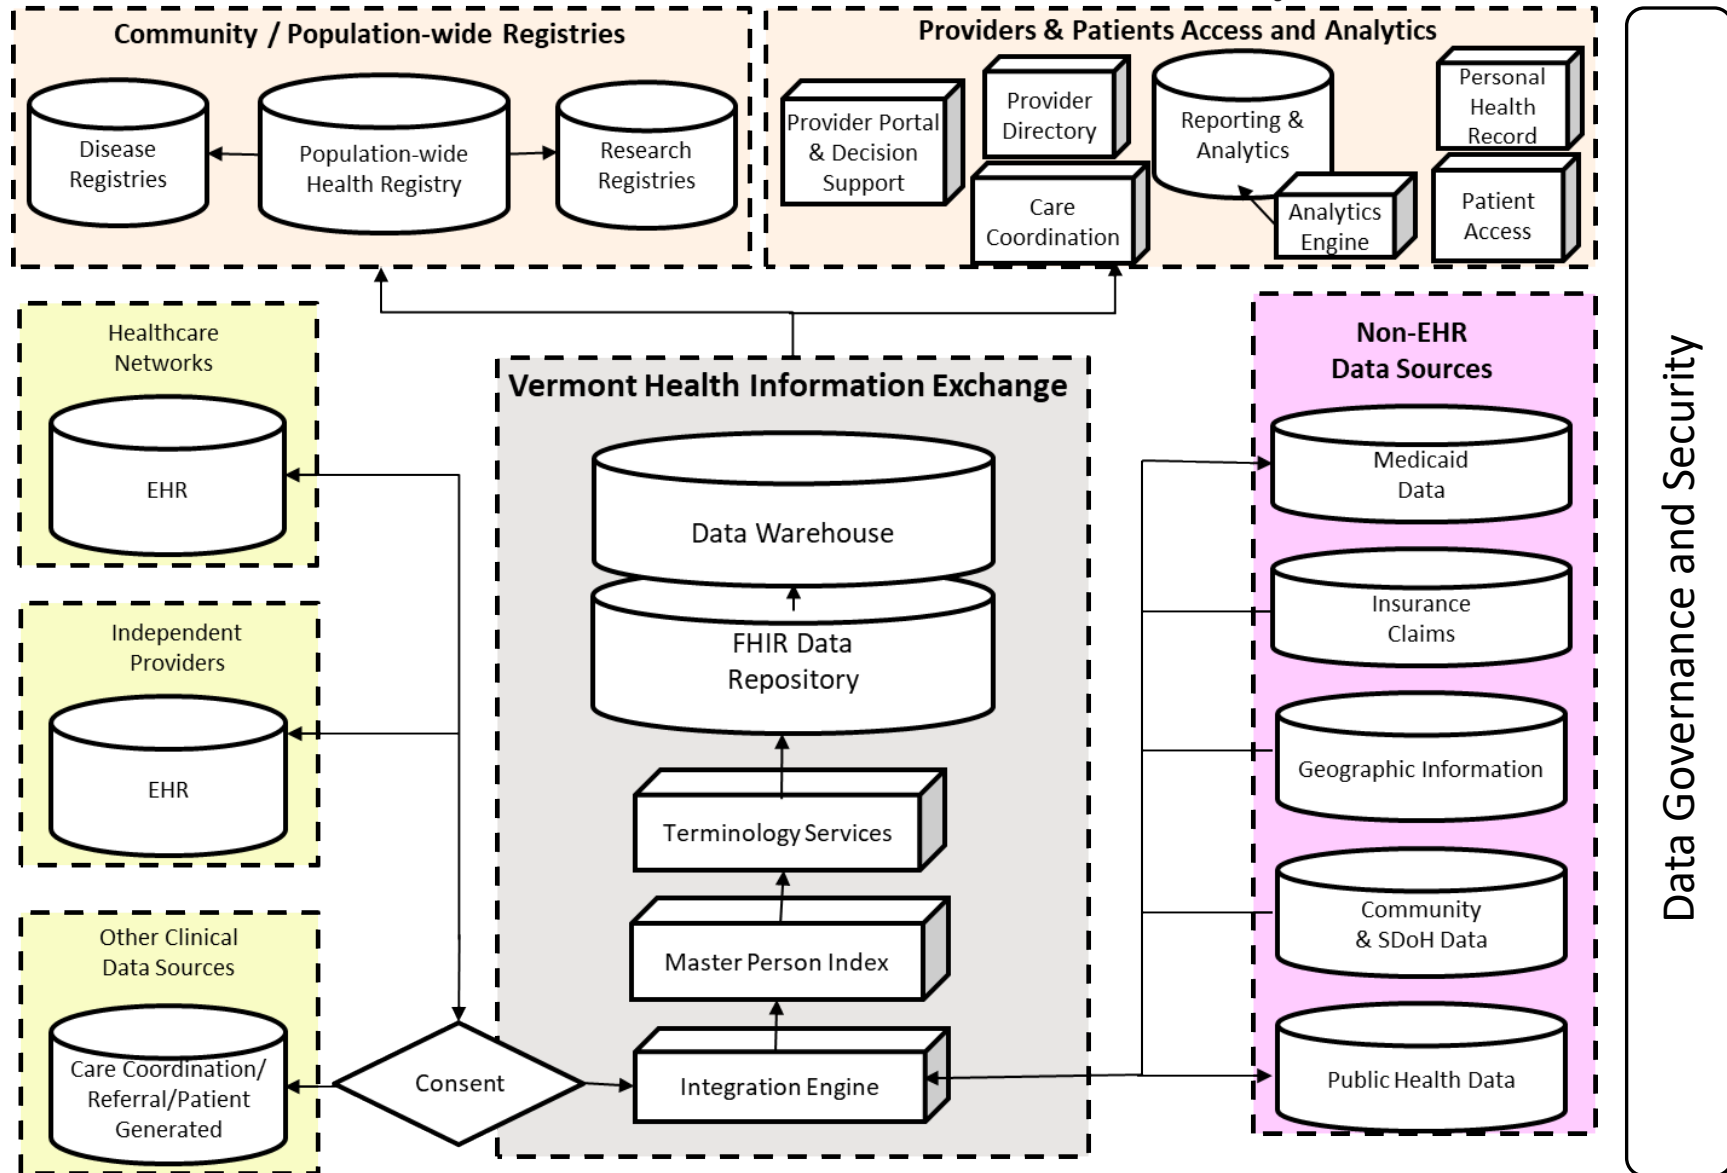 Community / Population-wide Registries
Disease
Registries
Population-wide
Health Registry
Research
Registries
Providers & Patients Access and Analytics
Provider Portal
& Decision
Support
Provider
Directory
Care
Coordination
Reporting &
Analytics
Analytics
Engine
Personal
Health
Record
Patient
Access
Healthcare
Networks
EHR
Independent
Providers
EHR
Other Clinical
Data Sources
Care Coordination/
Referral/Patient
Generated
Consent
Vermont Health Information Exchange
Data Warehouse
FHIR Data
Repository
Terminology Services
Master Person Index
Integration Engine
Non-EHR
Data Sources
Medicaid
Data
Insurance
Claims
Geographic Information
Community
& SDoH Data
Public Health Data
Data Governance and Security